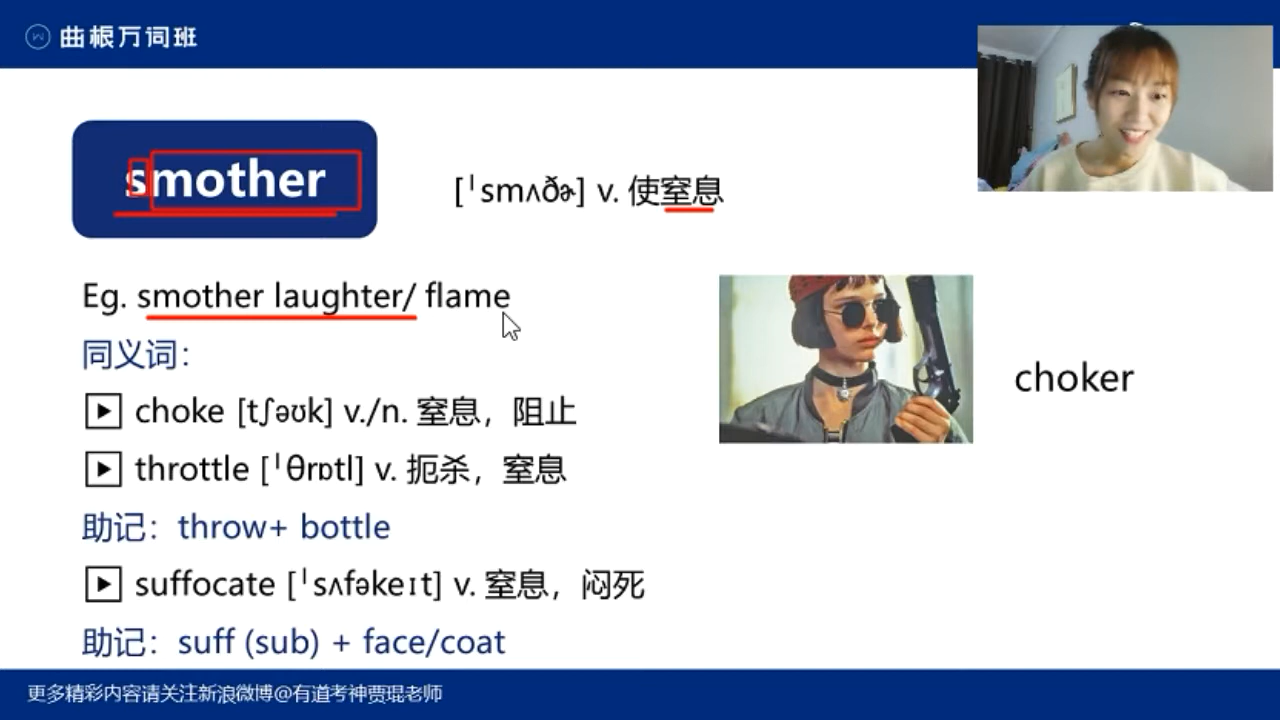 曲根万词班
smother
[ˈsmʌðɚ] v. 使窒息
Eg. smother laughter/ flame
同义词：
choke [tʃəʊk] v./n. 窒息，阻止
choker
throttle [ˈθrɒtl] v. 扼杀，窒息
助记：throw+ bottle
suffocate [ˈsʌfəkeɪt] v. 窒息，闷死
助记：suff (sub) + face/coat
更多精彩内容请关注新浪微博@有道考神贾琨老师